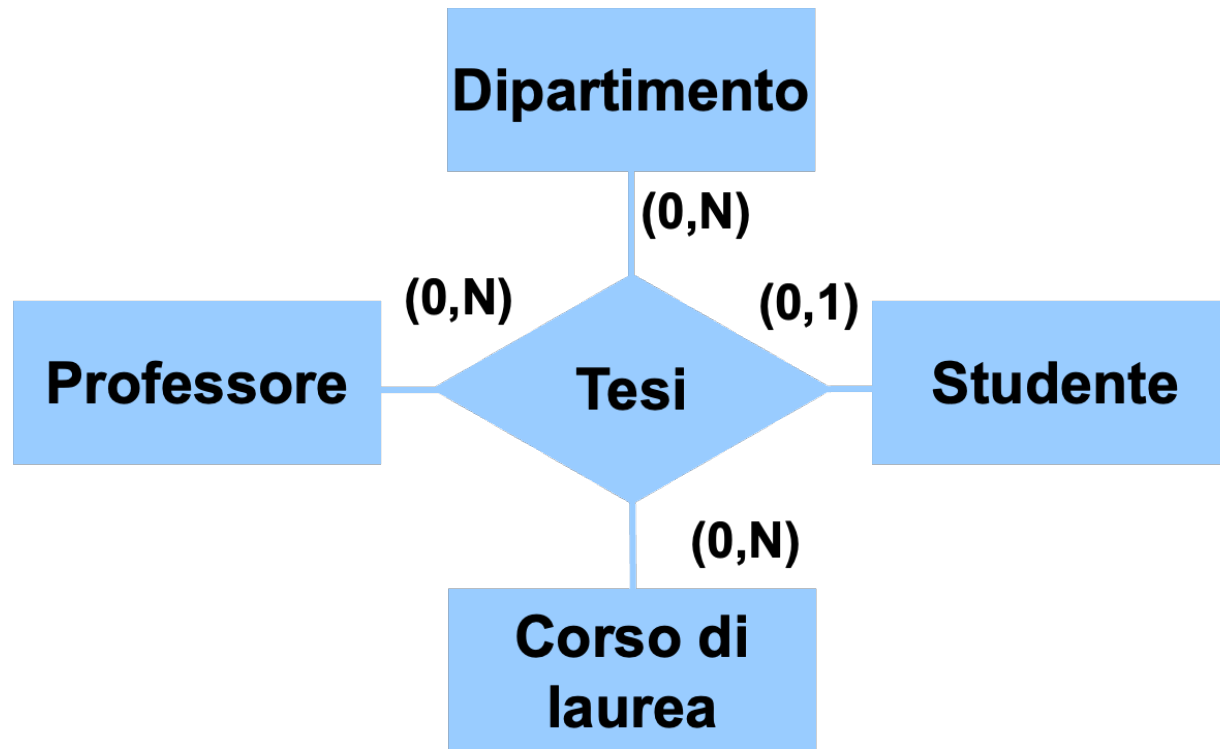 Dipartimento
(0,N)
(0,N)
(0,1)
Professore
Tesi
Studente
(0,N)
Corso di
laurea